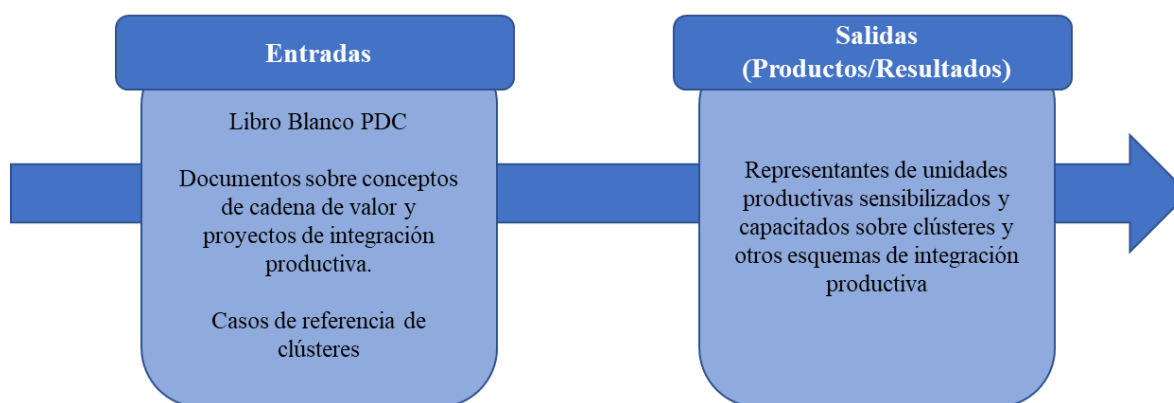 Entradas
Libro Blanco PDC
Documentos sobre conceptos
de cadena de valor y
proyectos de integración
productiva.
Casos de referencia de
clústeres
Salidas
(Productos/Resultados)
Representantes de unidades
productivas sensibilizados y
capacitados sobre clústeres y
otros esquemas de integración
productiva